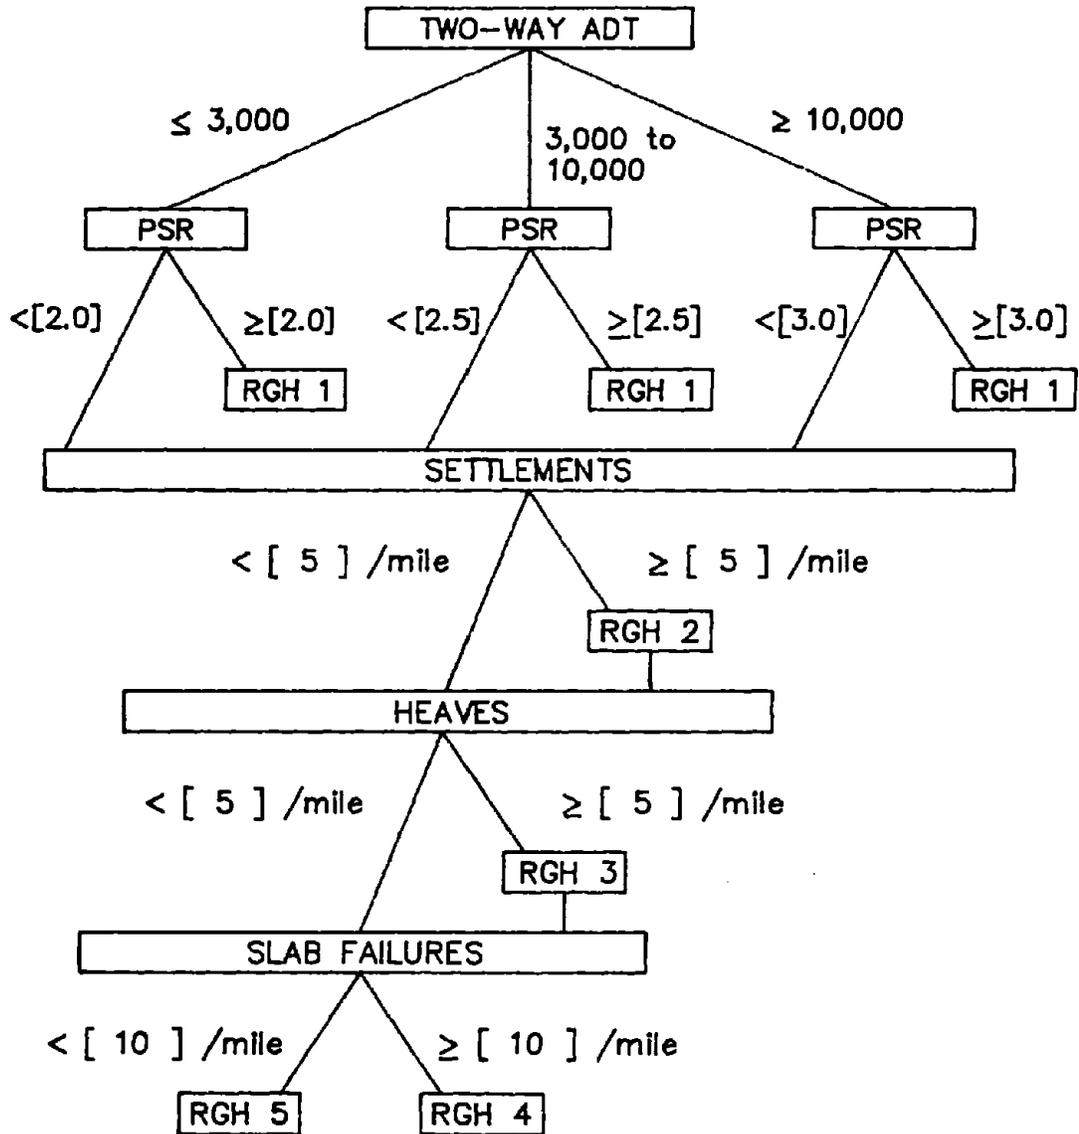 TWO-WAY ADT
≤ 3,000
3,000 to
10,000
≥ 10,000
PSR
PSR
PSR
<[2.0]
≥[2.0]
<[2.5]
≥[2.5]
<[3.0]
≥[3.0]
RGH 1
RGH 1
RGH 1
SETTLEMENTS
< [ 5 ] /mile
≥ [ 5 ] /mile
RGH 2
HEAVES
< [ 5 ] /mile
≥ [ 5 ] /mile
RGH 3
SLAB FAILURES
< [ 10 ] /mile
≥ [ 10 ] /mile
RGH 5
RGH 4